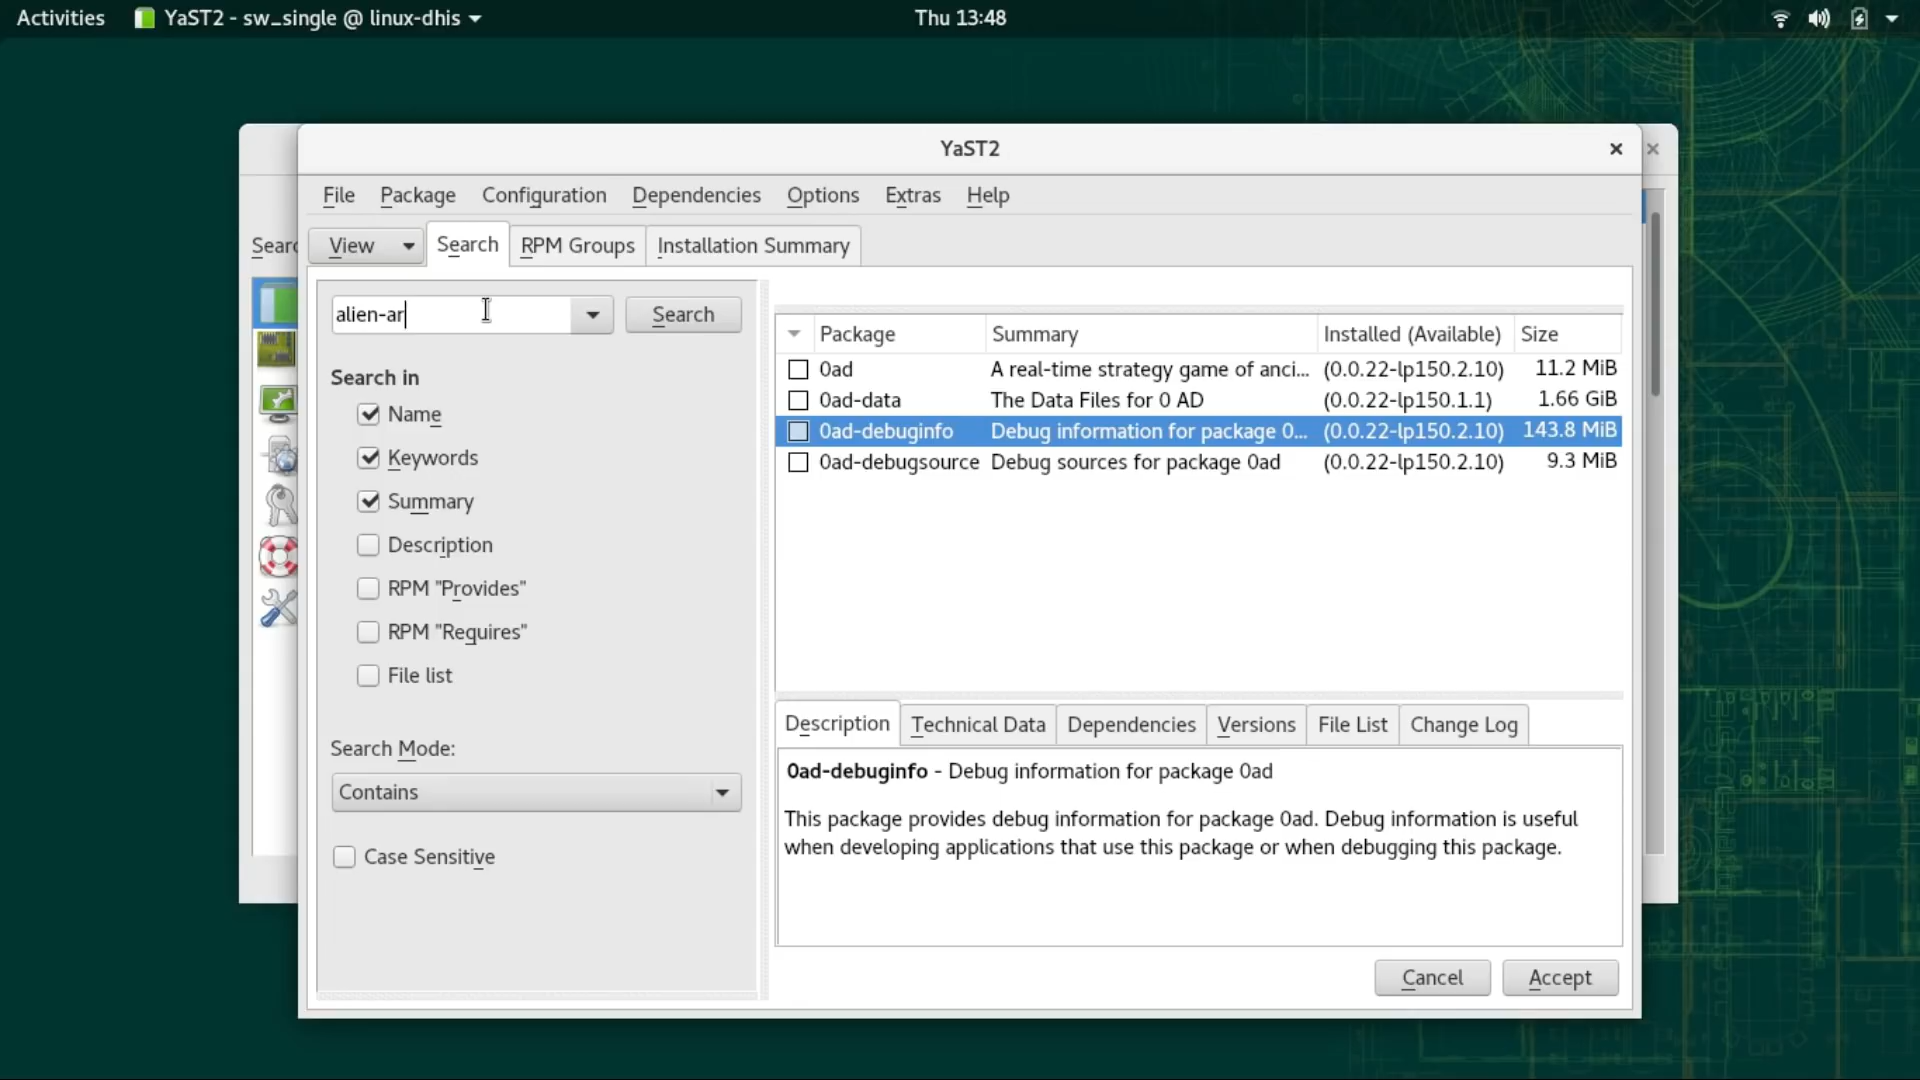 Activities
YaST2 - sw_single @ linux-dhis
Thu 13:48
YaST2
File Package Configuration Dependencies Options Extras Help
View Search RPM Groups Installation Summary
alien-ar
Search
Search in
Name
Keywords
Summary
Description
RPM "Provides"
RPM "Requires"
File list
Search Mode:
Contains
Case Sensitive
Package Summary Installed (Available) Size
0ad A real-time strategy game of anci... (0.0.22-lp150.2.10) 11.2 MiB
0ad-data The Data Files for 0 AD (0.0.22-lp150.1.1) 1.66 GiB
0ad-debuginfo Debug information for package 0... (0.0.22-lp150.2.10) 143.8 MiB
0ad-debugsource Debug sources for package 0ad (0.0.22-lp150.2.10) 9.3 MiB
Description Technical Data Dependencies Versions File List Change Log
0ad-debuginfo - Debug information for package 0ad
This package provides debug information for package 0ad. Debug information is useful
when developing applications that use this package or when debugging this package.
Cancel Accept